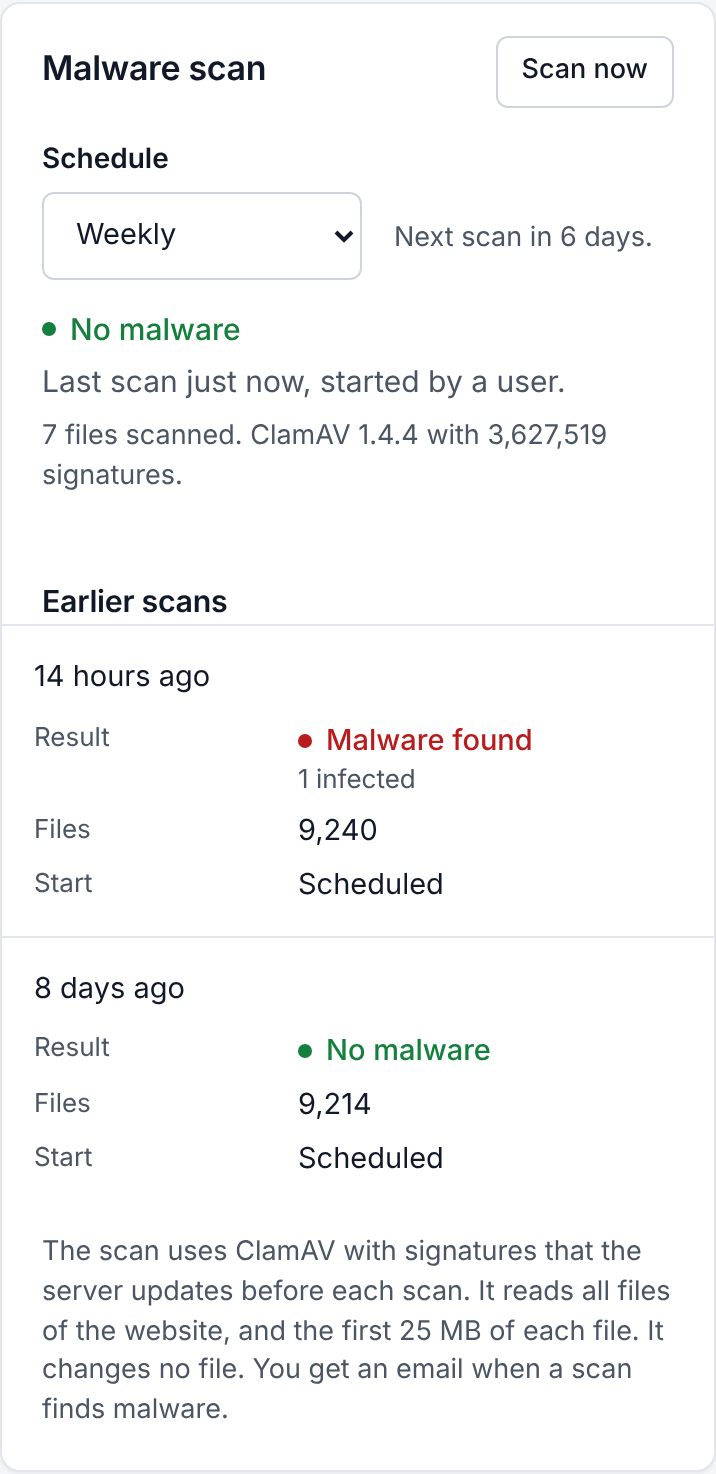 Malware scan
Scan now
Schedule
Weekly
Next scan in 6 days.
No malware
Last scan just now, started by a user.
7 files scanned. ClamAV 1.4.4 with 3,627,519
signatures.
Earlier scans
14 hours ago
Result
Malware found
1 infected
Files
9,240
Start
Scheduled
8 days ago
Result
No malware
Files
9,214
Start
Scheduled
The scan uses ClamAV with signatures that the
server updates before each scan. It reads all files
of the website, and the first 25 MB of each file. It
changes no file. You get an email when a scan
finds malware.